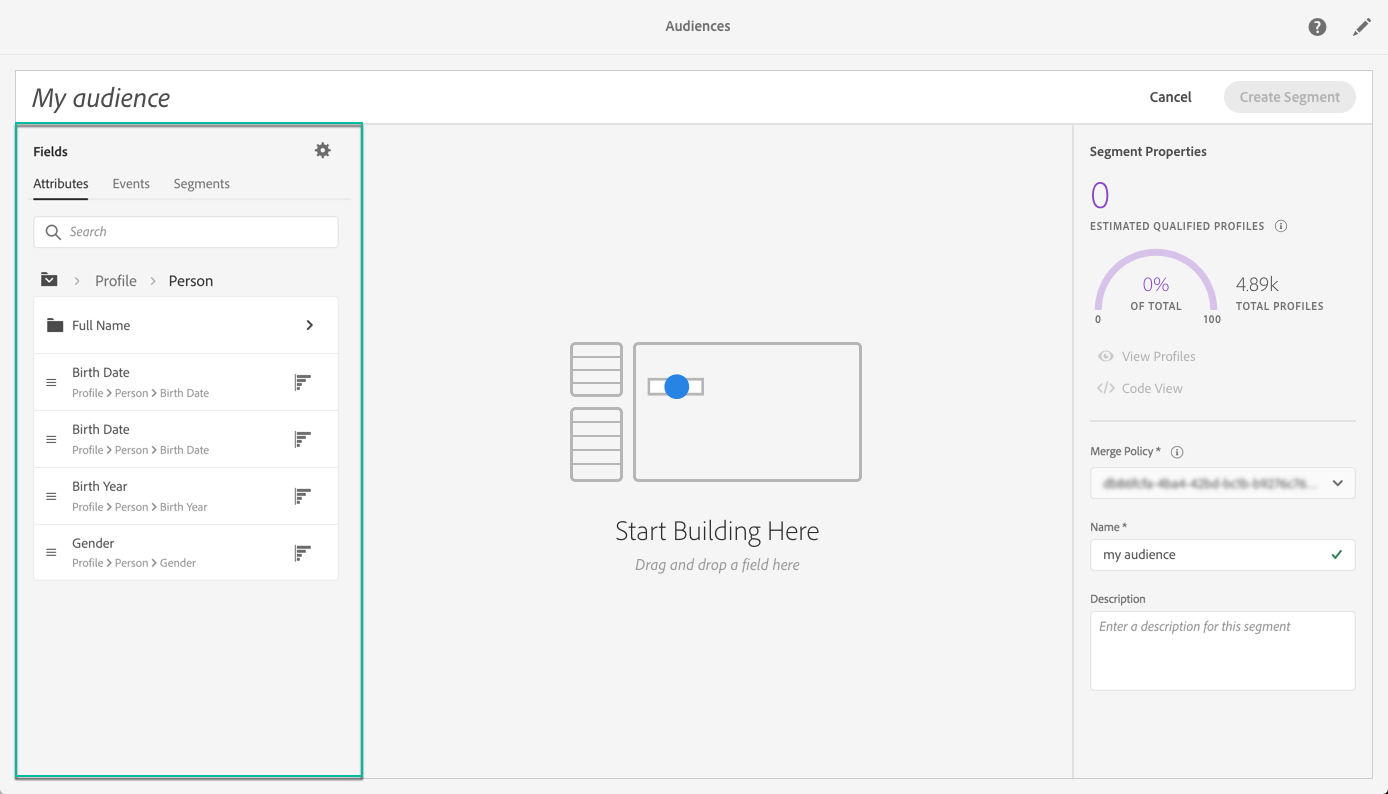 Audiences
My audience
Cancel
Create Segment
Fields
Attributes Events Segments
Search
Profile > Person
Full Name
Birth Date
Profile > Person > Birth Date
Birth Date
Profile > Person > Birth Date
Birth Year
Profile > Person > Birth Year
Gender
Profile > Person > Gender
Start Building Here
Drag and drop a field here
Segment Properties
0
ESTIMATED QUALIFIED PROFILES
0%
OF TOTAL
0
100
4.89k
TOTAL PROFILES
View Profiles
</> Code View
Merge Policy *
Name *
my audience
Description
Enter a description for this segment